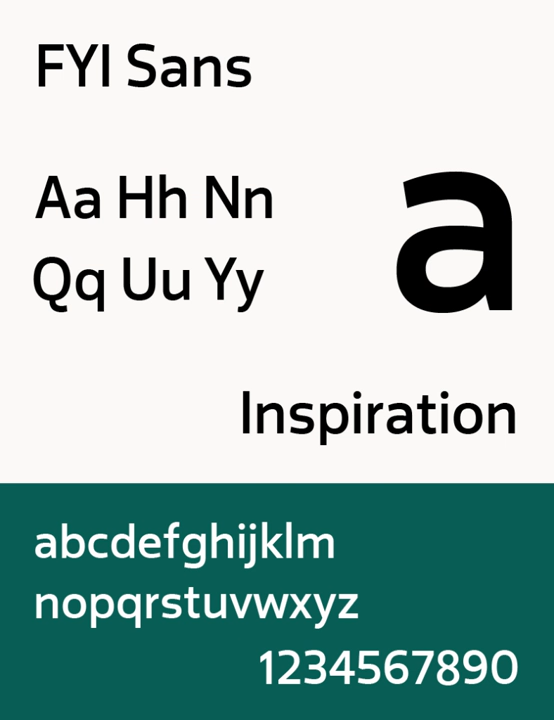 FYI Sans
Aa Hh Nn
a
Qq Uu Yy
Inspiration
abcdefghijklm
nopqrstuvwxyz
1234567890